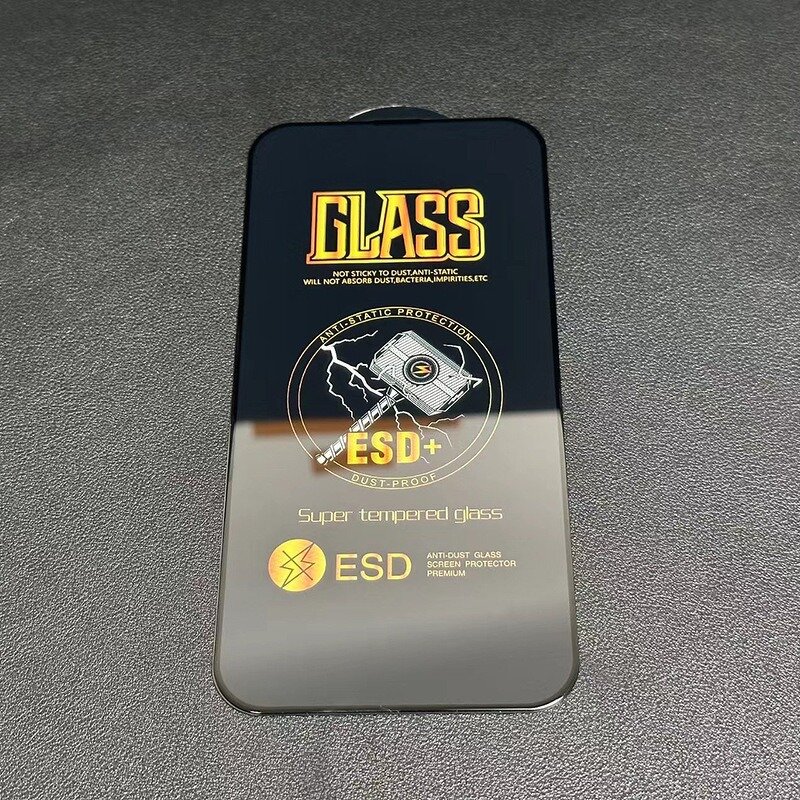 GLASS
NOT STICKY TO DUST,ANTI-STATIC
WILL NOT ABSORB DUST,BACTERIA,IMPIRITIES,ETC
ANTI-STATIC PROTECTION
ESD+
DUST-PROOF
Super tempered glass
ESD
ANTI-DUST GLASS
SCREEN PROTECTOR
PREMIUM